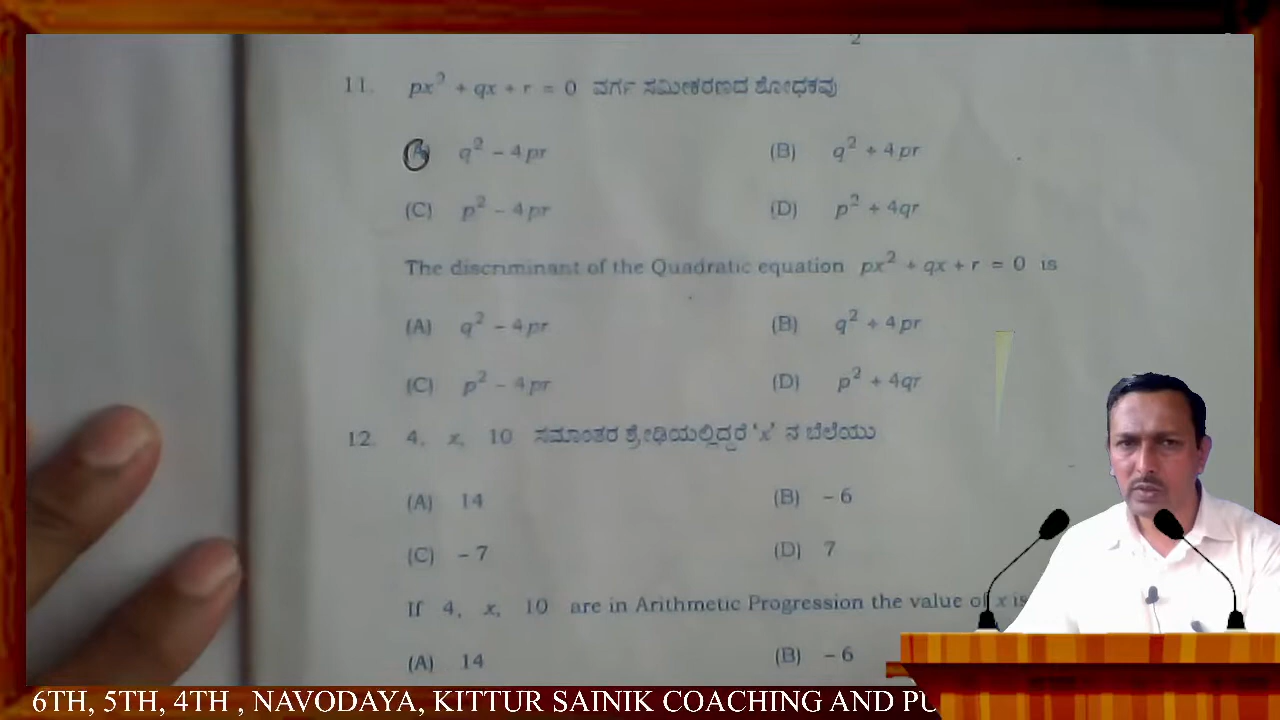 2
11. px² + qx + r = 0 ವರ್ಗ ಸಮೀಕರಣದ ಶೋಧಕವು
(A) q² – 4pr (B) q² + 4pr
(C) p² – 4pr (D) p² + 4qr
The discriminant of the Quadratic equation px² + qx + r = 0 is
(A) q² – 4pr (B) q² + 4pr
(C) p² – 4pr (D) p² + 4qr
12. 4, x, 10 ಸಮಾಂತರ ಶ್ರೇಢಿಯಲ್ಲಿದ್ದರೆ 'x' ನ ಬೆಲೆಯು
(A) 14 (B) – 6
(C) – 7 (D) 7
If 4, x, 10 are in Arithmetic Progression the value of x is
(A) 14 (B) – 6
6TH, 5TH, 4TH , NAVODAYA, KITTUR SAINIK COACHING AND